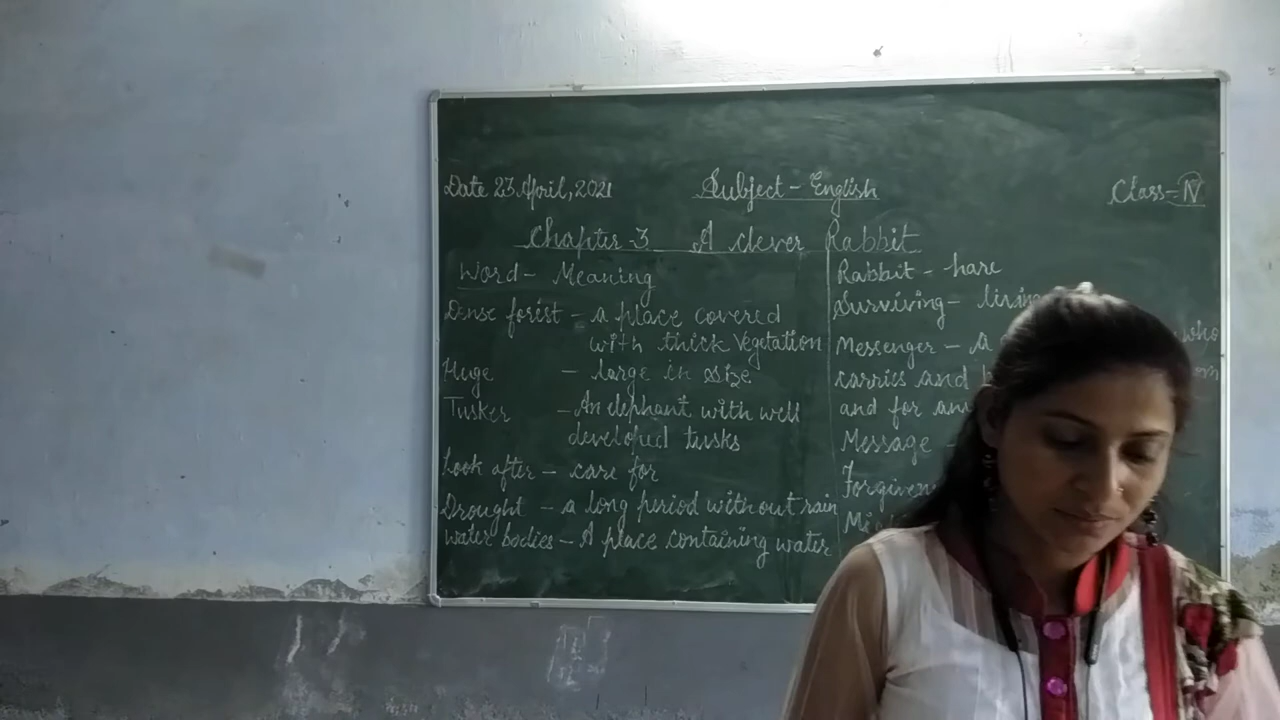 Date 23 April, 2021 Subject - English Class - IV
Chapter-3 A clever Rabbit
Word - Meaning
Dense forest - a place covered
with thick Vegetation
Huge - large in size
Tusker - An elephant with well
developed tusks
Look after - care for
Drought - a long period without rain
water bodies - A place containing water
Rabbit - hare
Surviving -
Messenger - A who
carries and
and for
Message -